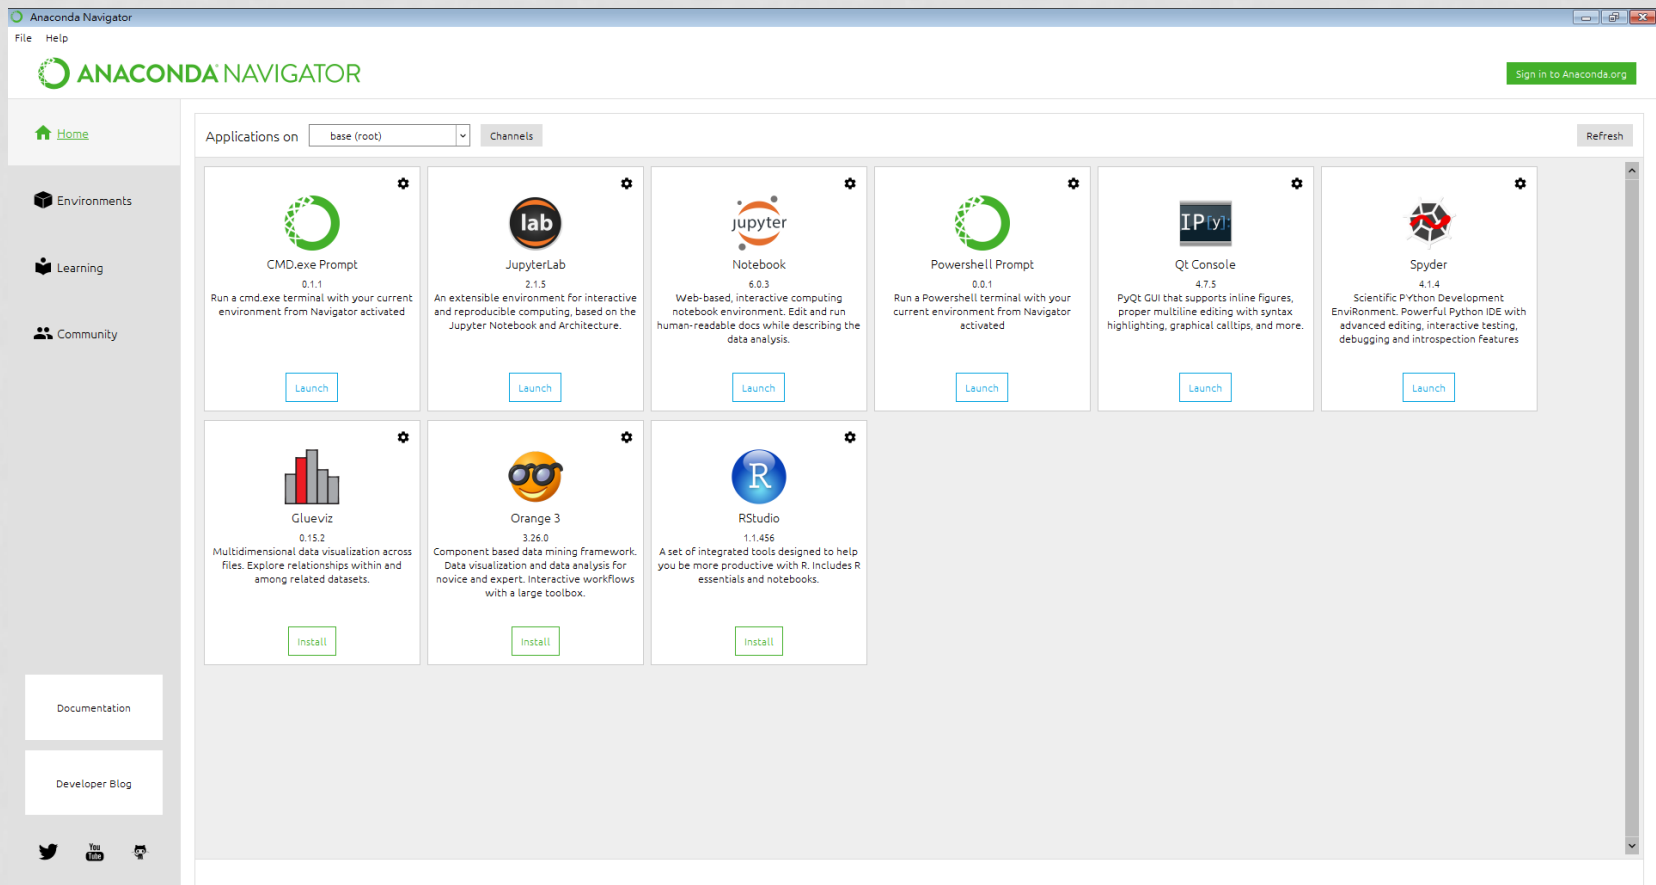 Anaconda Navigator
File Help
ANACONDA NAVIGATOR
Sign in to Anaconda.org
Home
Environments
Learning
Community
Documentation
Developer Blog
You
Tube
Applications on base (root) Channels
Refresh
CMD.exe Prompt
0.1.1
Run a cmd.exe terminal with your current
environment from Navigator activated
Launch
lab
JupyterLab
2.1.5
An extensible environment for interactive
and reproducible computing, based on the
Jupyter Notebook and Architecture.
Launch
jupyter
Notebook
6.0.3
Web-based, interactive computing
notebook environment. Edit and run
human-readable docs while describing the
data analysis.
Launch
Powershell Prompt
0.0.1
Run a Powershell terminal with your
current environment from Navigator
activated
Launch
IP[y]:
Qt Console
4.7.5
PyQt GUI that supports inline figures,
proper multiline editing with syntax
highlighting, graphical calltips, and more.
Launch
Spyder
4.1.4
Scientific PYthon Development
EnviRonment. Powerful Python IDE with
advanced editing, interactive testing,
debugging and introspection features
Launch
Glueviz
0.15.2
Multidimensional data visualization across
files. Explore relationships within and
among related datasets.
Install
Orange 3
3.26.0
Component based data mining framework.
Data visualization and data analysis for
novice and expert. Interactive workflows
with a large toolbox.
Install
R
RStudio
1.1.456
A set of integrated tools designed to help
you be more productive with R. Includes R
essentials and notebooks.
Install